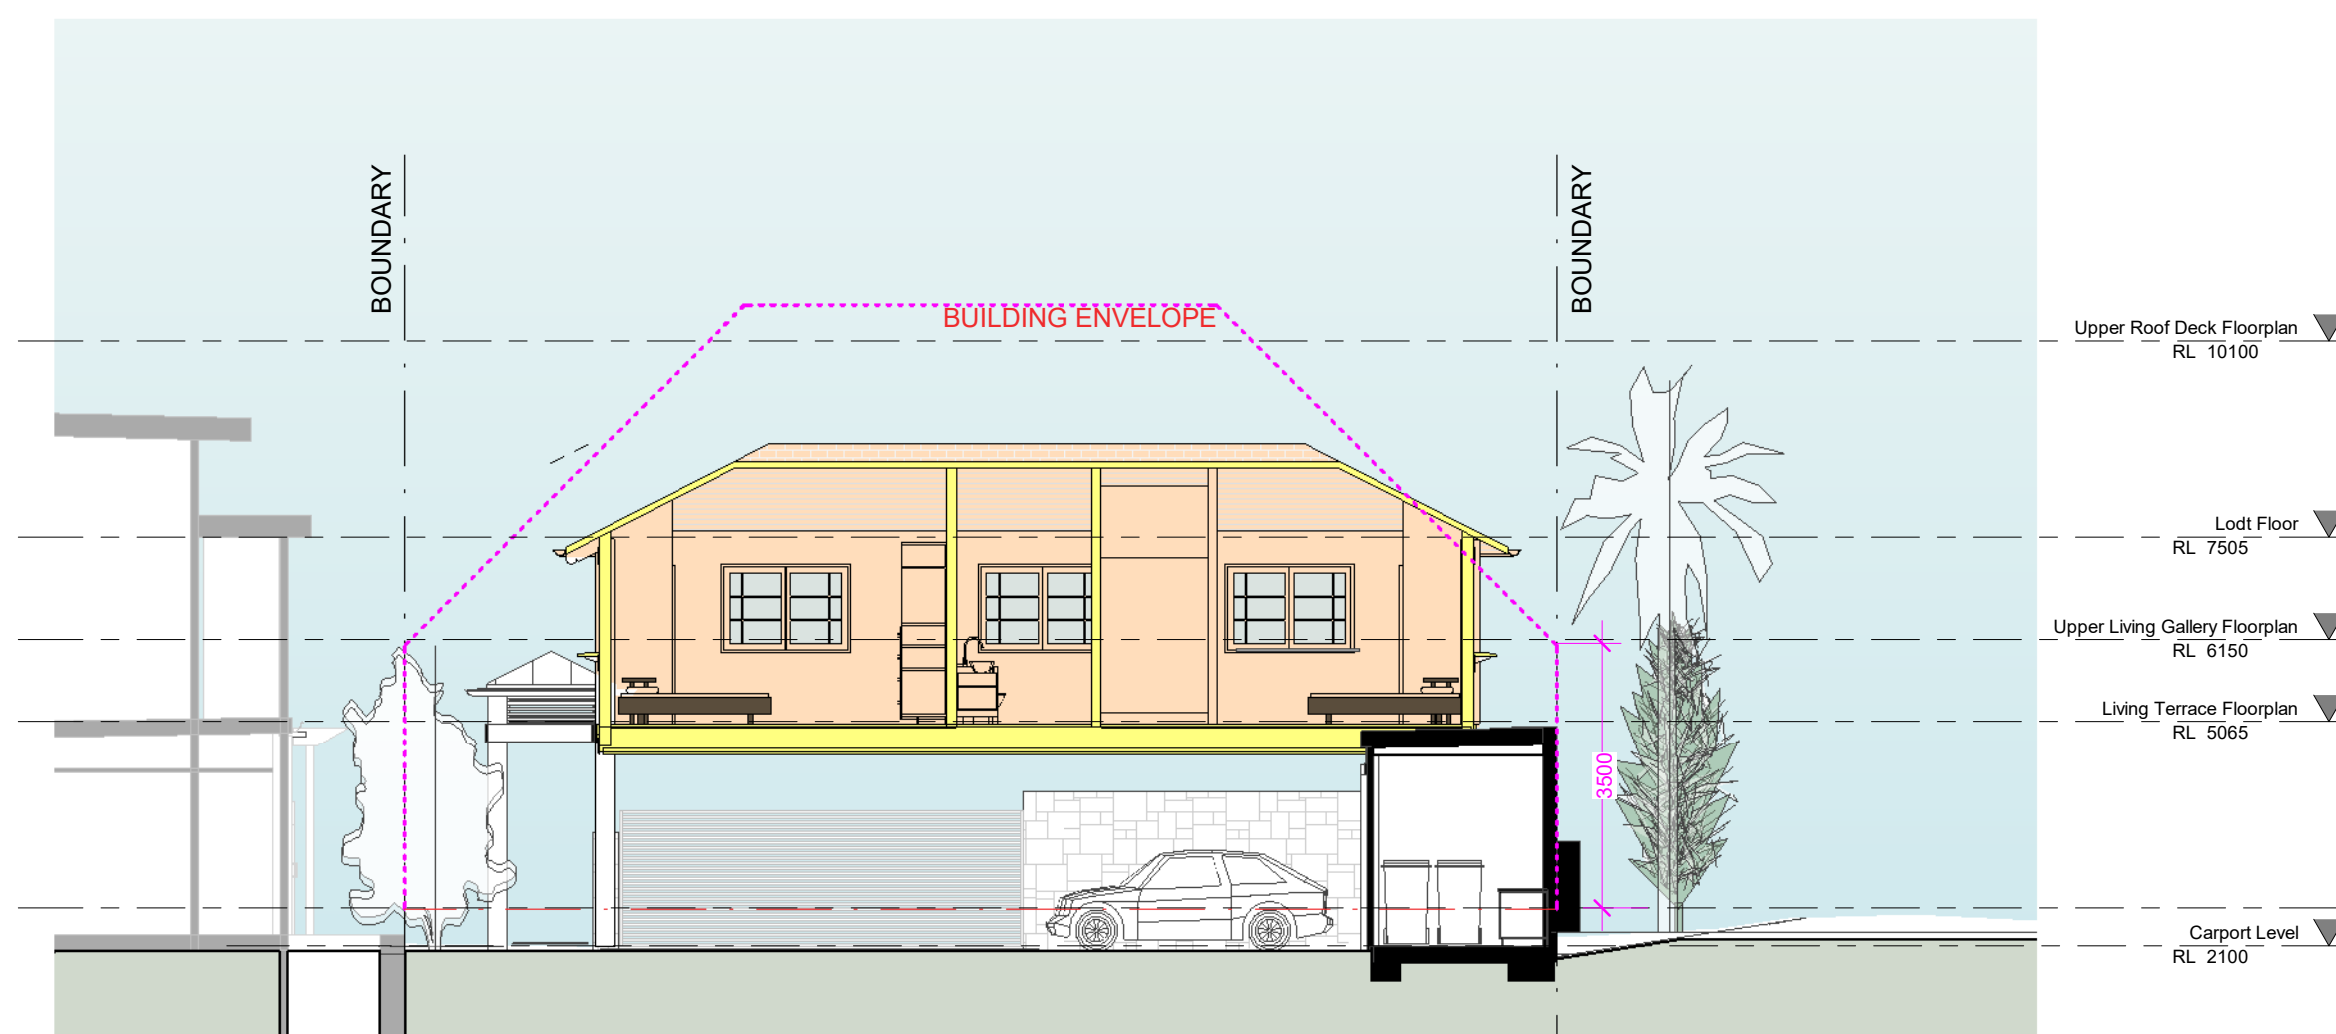 BOUNDARY
BOUNDARY
BUILDING ENVELOPE
Upper Roof Deck Floorplan
RL 10100
Lodt Floor
RL 7505
Upper Living Gallery Floorplan
RL 6150
Living Terrace Floorplan
RL 5065
3500
Carport Level
RL 2100